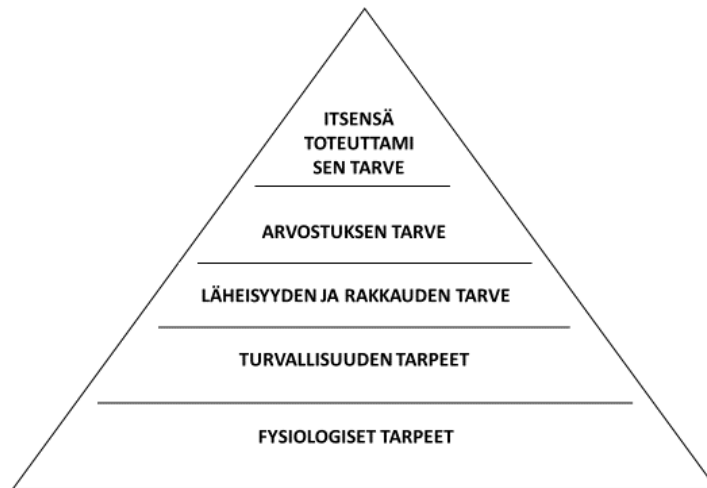 ITSENSÄ
TOTEUTTAMI
SEN TARVE
ARVOSTUKSEN TARVE
LÄHEISYYDEN JA RAKKAUDEN TARVE
TURVALLISUUDEN TARPEET
FYSIOLOGISET TARPEET